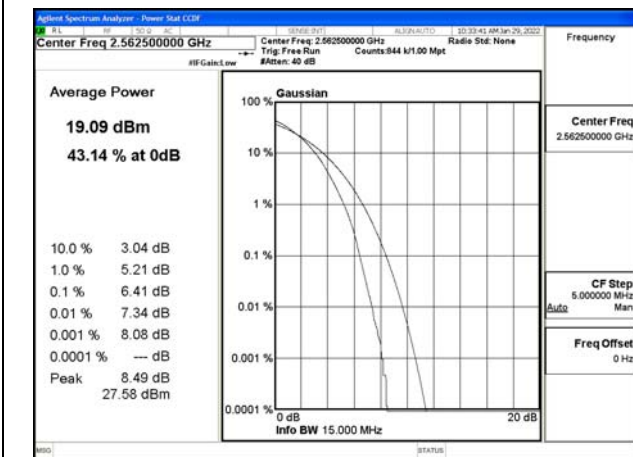 Agilent Spectrum Analyzer - Power Stat CCDF
RL RF 50 Ω AC SENSE:INT ALIGN AUTO 10:33:41 AM Jan 29, 2022
Center Freq 2.562500000 GHz
Center Freq: 2.562500000 GHz Radio Std: None
Trig: Free Run Counts:844 k/1.00 Mpt
#IFGain:Low #Atten: 40 dB
Frequency
Average Power
19.09 dBm
43.14 % at 0dB
10.0 % 3.04 dB
1.0 % 5.21 dB
0.1 % 6.41 dB
0.01 % 7.34 dB
0.001 % 8.08 dB
0.0001 % --- dB
Peak 8.49 dB
27.58 dBm
Gaussian
100 %
10 %
1 %
0.1 %
0.01 %
0.001 %
0.0001 %
0 dB 20 dB
Info BW 15.000 MHz
Center Freq
2.562500000 GHz
CF Step
5.000000 MHz
Auto Man
Freq Offset
0 Hz
MSG STATUS